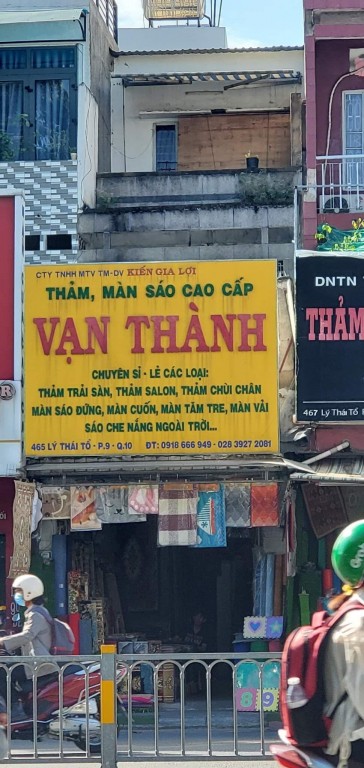 CTY TNHH MTV TM-DV KIẾN GIA LỢI
THẢM, MÀN SÁO CAO CẤP
VẠN THÀNH
CHUYÊN SỈ - LẺ CÁC LOẠI:
THẢM TRẢI SÀN, THẢM SALON, THẢM CHÙI CHÂN
MÀN SÁO ĐỨNG, MÀN CUỐN, MÀN TĂM TRE, MÀN VẢI
SÁO CHE NẮNG NGOÀI TRỜI...
465 LÝ THÁI TỔ - P.9 - Q.10 ĐT: 0918 666 949 - 028 3927 2081
DNTN
THẢM
467 Lý Thái Tổ